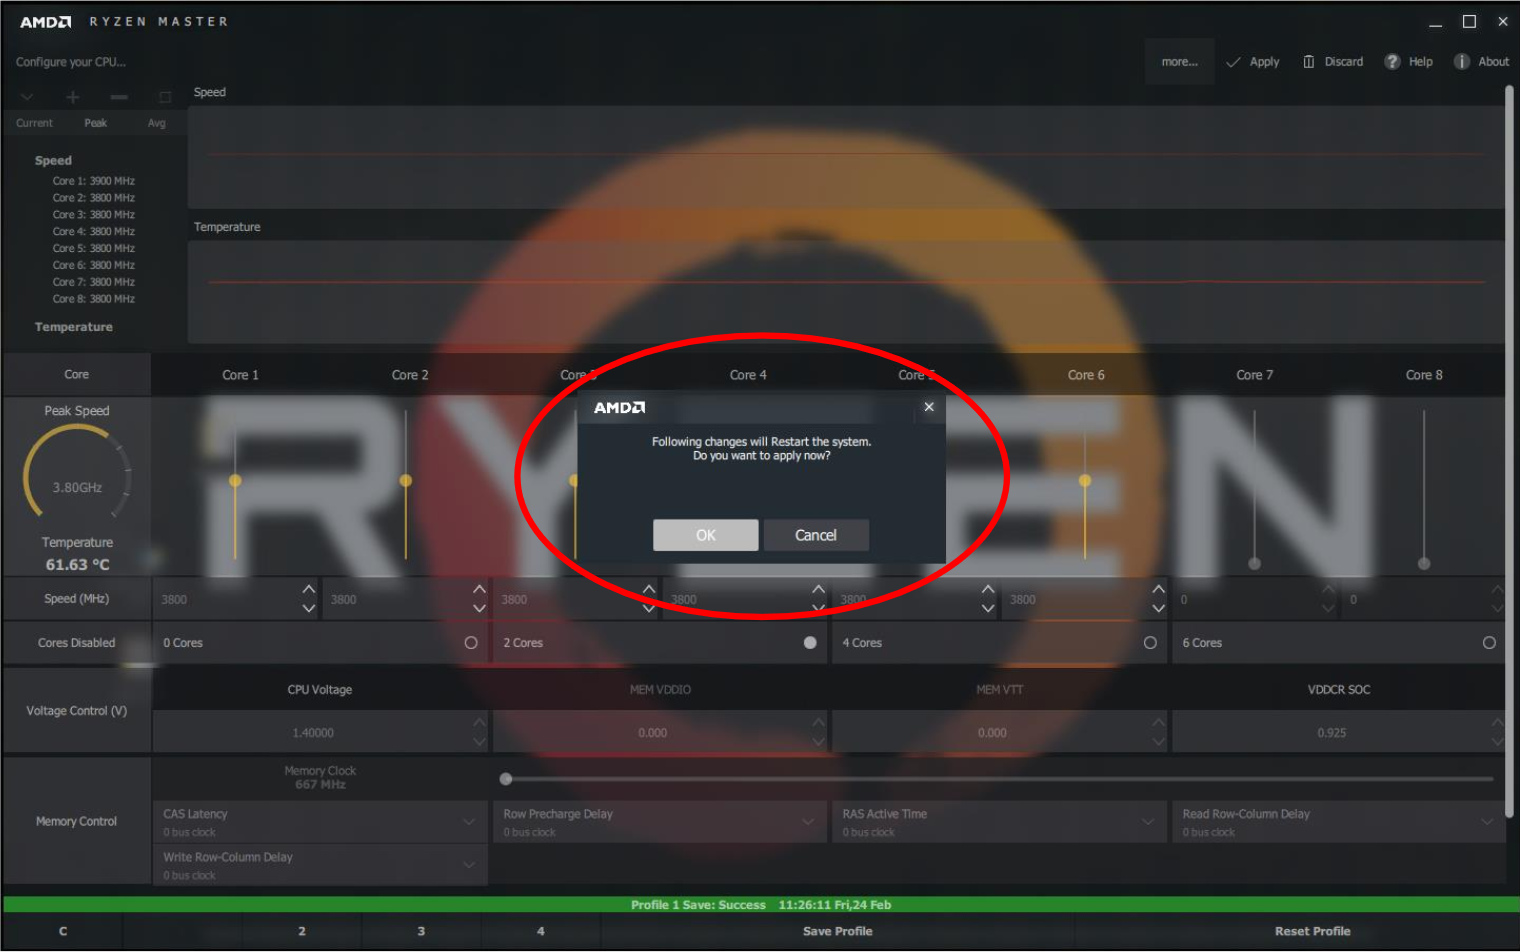 AMD RYZEN MASTER
Configure your CPU...
more... Apply Discard Help About
Current Peak Avg
Speed
Core 1: 3900 MHz
Core 2: 3800 MHz
Core 3: 3800 MHz
Core 4: 3800 MHz
Core 5: 3800 MHz
Core 6: 3800 MHz
Core 7: 3800 MHz
Core 8: 3800 MHz
Temperature
Speed
Temperature
Core Core 1 Core 2 Core 3 Core 4 Core 5 Core 6 Core 7 Core 8
Peak Speed
3.80GHz
Temperature
61.63 °C
RYZEN
AMD
Following changes will Restart the system.
Do you want to apply now?
OK Cancel
Speed (MHz) 3800 3800 3800 3800 3800 3800 0 0
Cores Disabled 0 Cores 2 Cores 4 Cores 6 Cores
Voltage Control (V)
CPU Voltage MEM VDDIO MEM VTT VDDCR SOC
1.40000 0.000 0.000 0.925
Memory Control
Memory Clock
667 MHz
CAS Latency Row Precharge Delay RAS Active Time Read Row-Column Delay
0 bus clock 0 bus clock 0 bus clock 0 bus clock
Write Row-Column Delay
0 bus clock
Profile 1 Save: Success 11:26:11 Fri,24 Feb
C 2 3 4 Save Profile Reset Profile